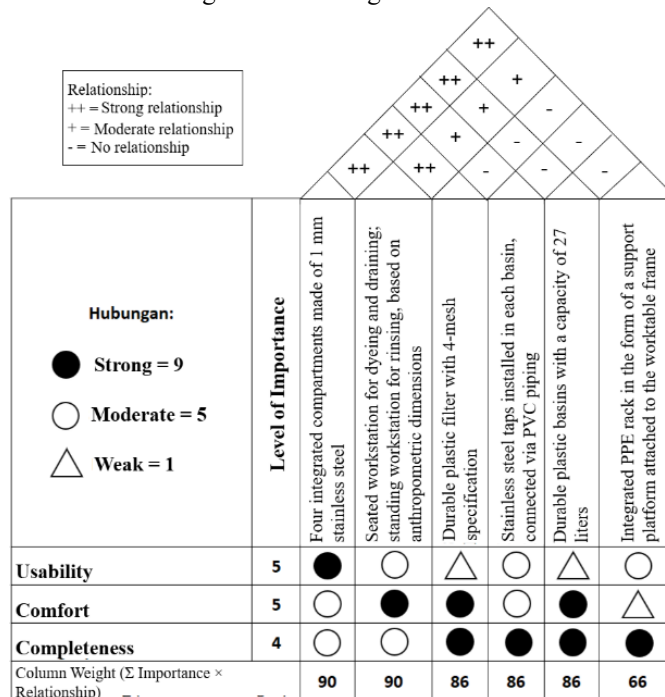 ++
++ +
Relationship:
++ = Strong relationship
+ = Moderate relationship
- = No relationship
++ + -
++ + - -
++ ++ - - -
Hubungan:
Strong = 9
Moderate = 5
Weak = 1
Level of Importance
Four integrated compartments made of 1 mm
stainless steel
Seated workstation for dyeing and draining;
standing workstation for rinsing, based on
anthropometric dimensions
Durable plastic filter with 4-mesh
specification
Stainless steel taps installed in each basin,
connected via PVC piping
Durable plastic basins with a capacity of 27
liters
Integrated PPE rack in the form of a support
platform attached to the worktable frame
Usability 5
Comfort 5
Completeness 4
Column Weight (Σ Importance × 
Relationship) 90 90 86 86 86 66